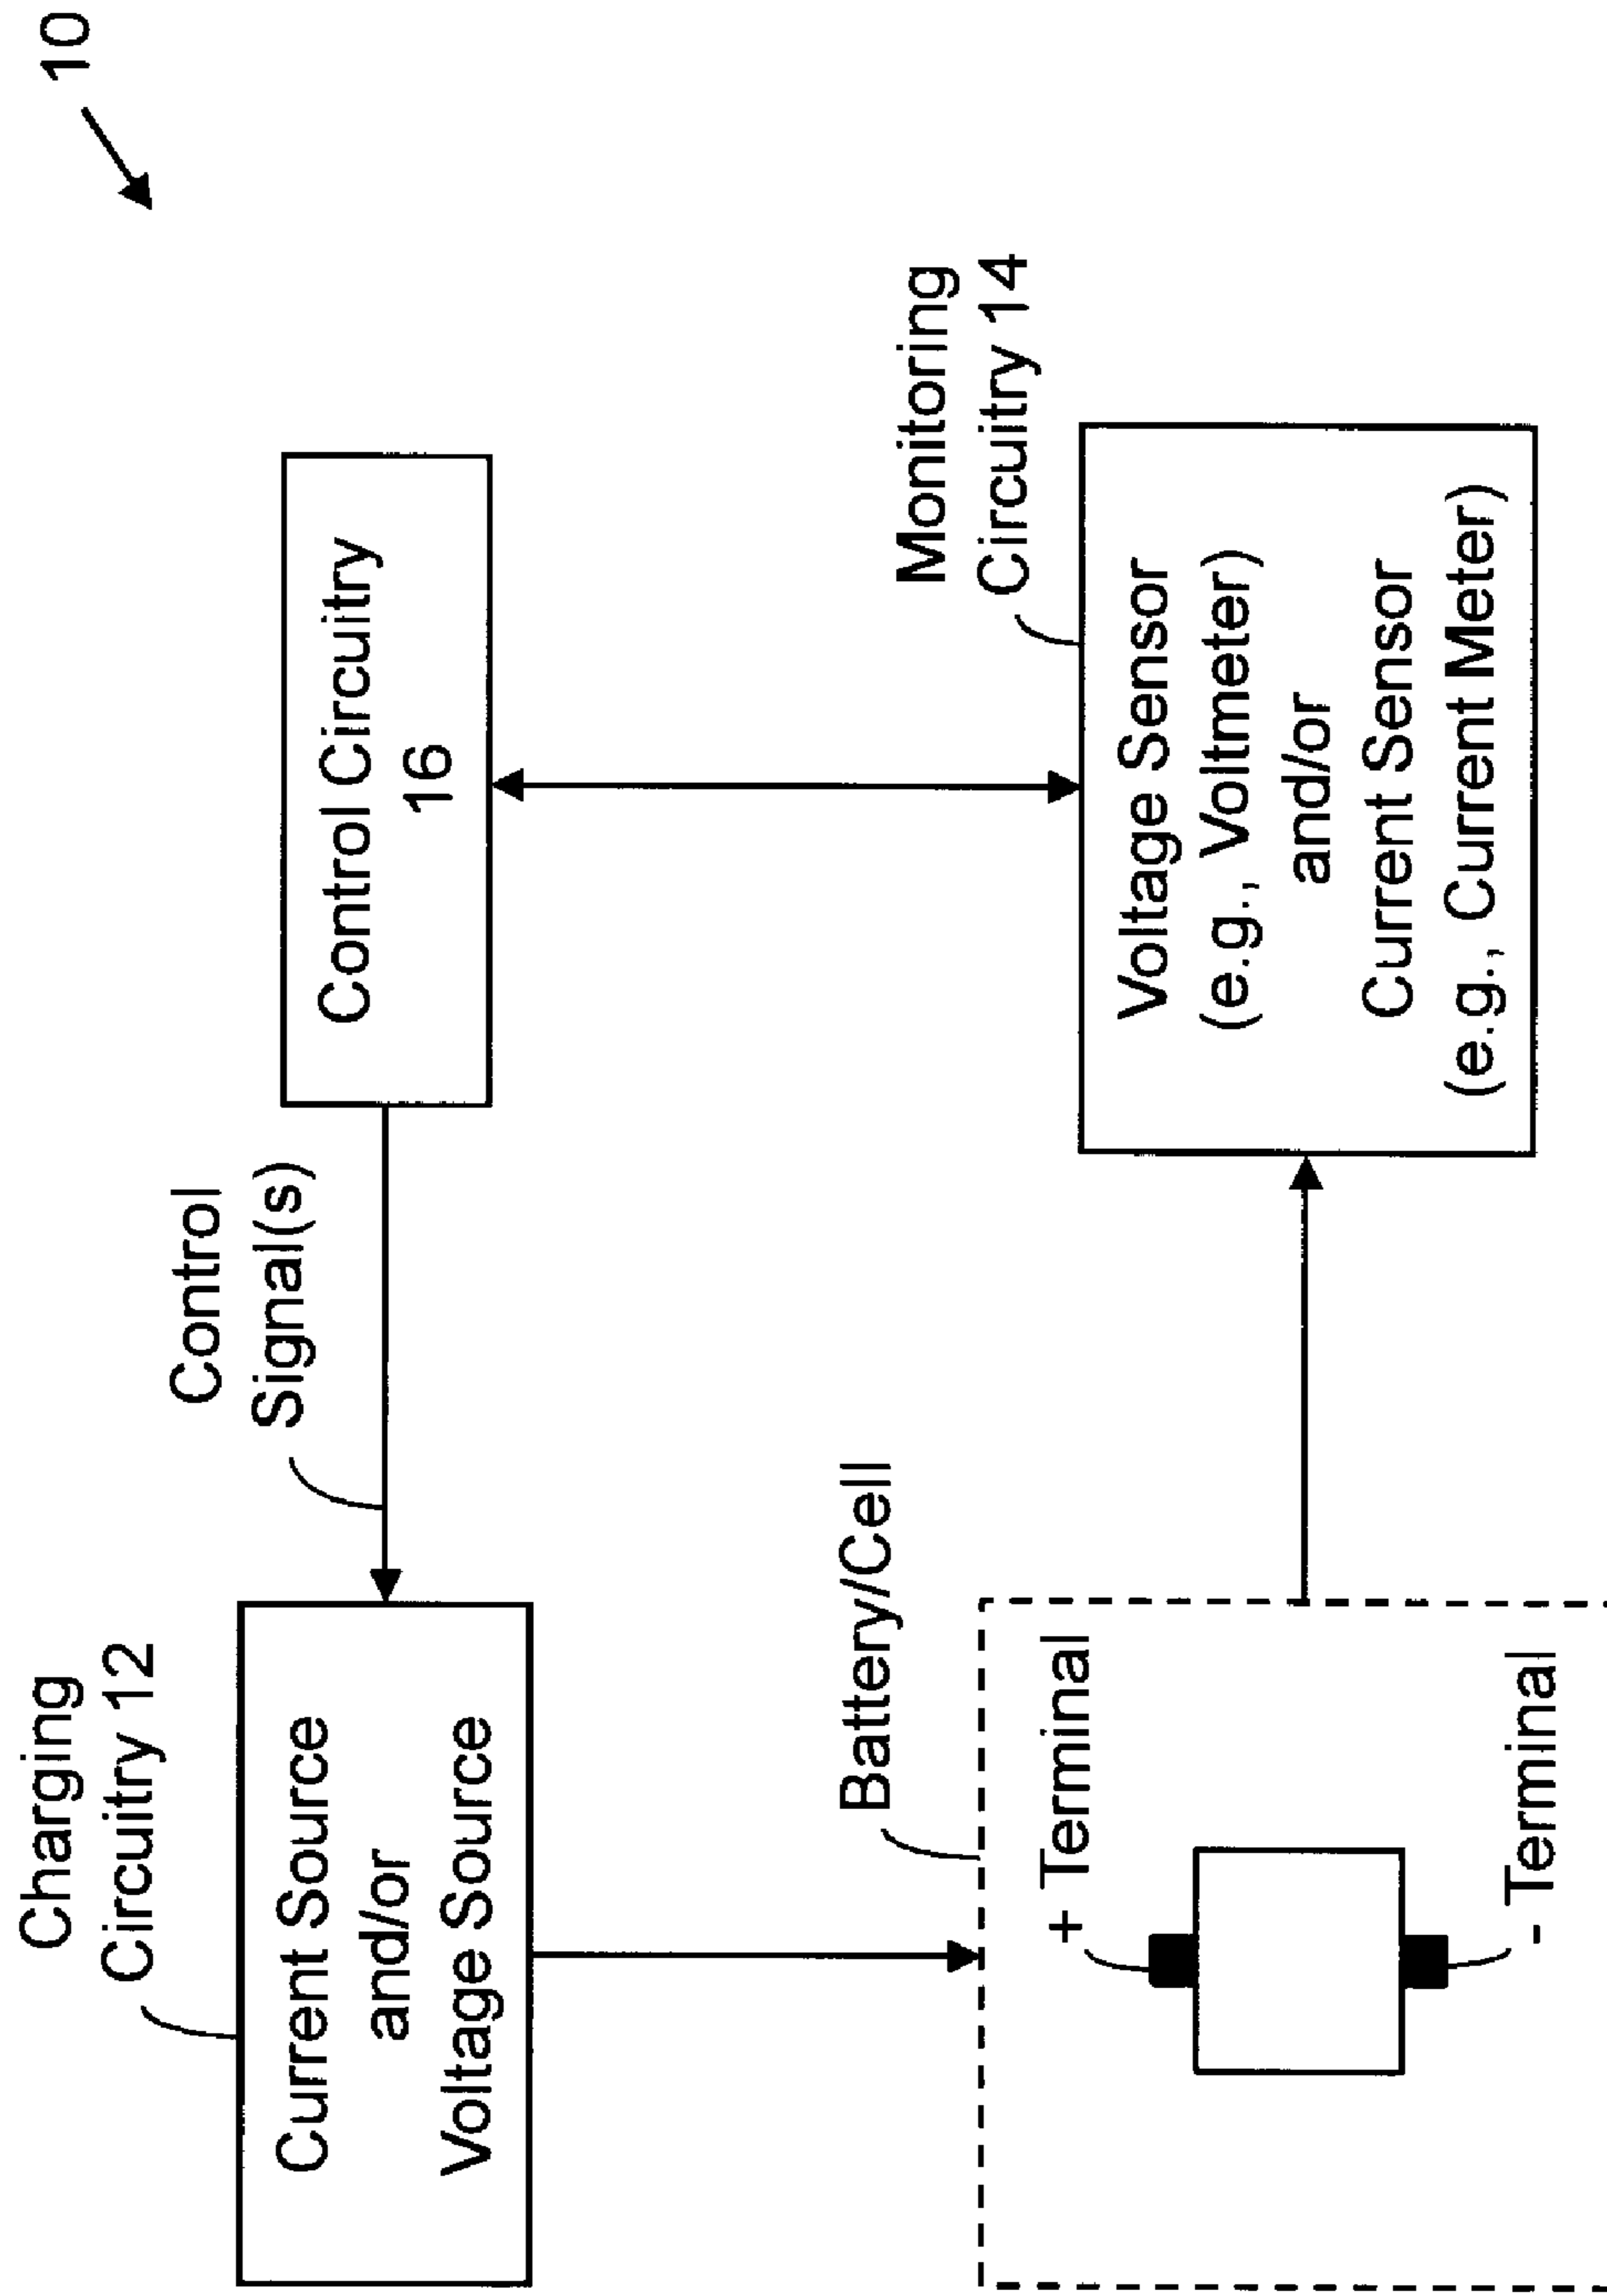 10
Charging
Circuitry 12
Current Source
and/or
Voltage Source
Control
Signal(s)
Control Circuitry
16
Battery/Cell
+ Terminal
- Terminal
Monitoring
Circuitry 14
Voltage Sensor
(e.g., Voltmeter)
and/or
Current Sensor
(e.g., Current Meter)